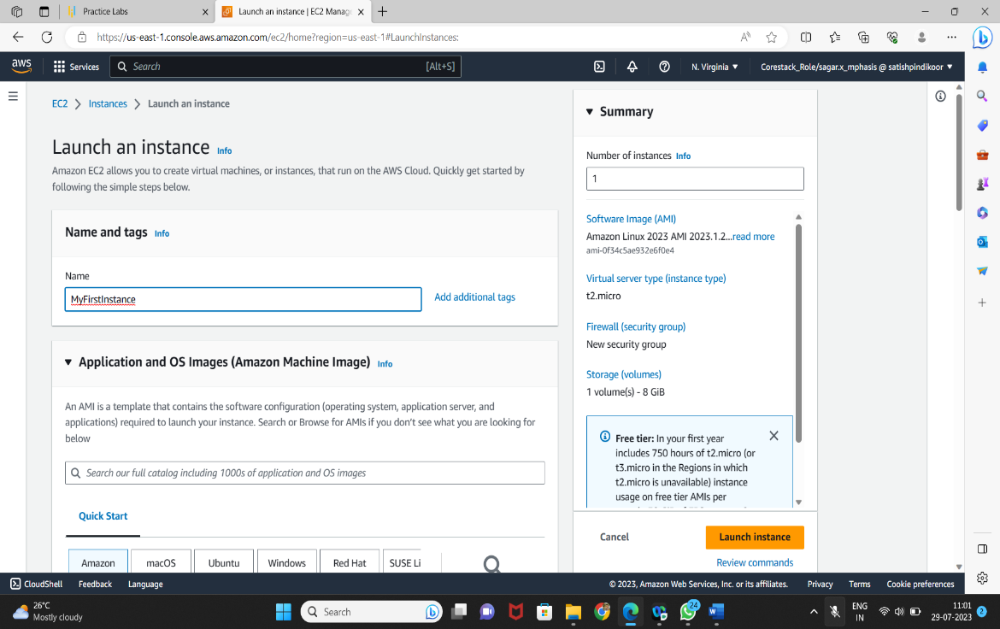 Practice Labs
Launch an instance | EC2 Manag
https://us-east-1.console.aws.amazon.com/ec2/home?region=us-east-1#LaunchInstances:
aws
Services
Search [Alt+S]
N. Virginia
Corestack_Role/sagar.x_mphasis @ satishpindikoor
EC2
Instances
Launch an instance
Launch an instance Info
Amazon EC2 allows you to create virtual machines, or instances, that run on the AWS Cloud. Quickly get started by
following the simple steps below.
Name and tags Info
Name
MyFirstInstance
Add additional tags
Application and OS Images (Amazon Machine Image) Info
An AMI is a template that contains the software configuration (operating system, application server, and
applications) required to launch your instance. Search or Browse for AMIs if you don't see what you are looking for
below
Search our full catalog including 1000s of application and OS images
Quick Start
Amazon
macOS
Ubuntu
Windows
Red Hat
SUSE Li
Summary
Number of instances Info
1
Software Image (AMI)
Amazon Linux 2023 AMI 2023.1.2...read more
ami-0f34c5ae932e6f0e4
Virtual server type (instance type)
t2.micro
Firewall (security group)
New security group
Storage (volumes)
1 volume(s) - 8 GiB
Free tier: In your first year
includes 750 hours of t2.micro (or
t3.micro in the Regions in which
t2.micro is unavailable) instance
usage on free tier AMIs per
Cancel
Launch instance
Review commands
CloudShell
Feedback
Language
© 2023, Amazon Web Services, Inc. or its affiliates.
Privacy
Terms
Cookie preferences
26°C
Mostly cloudy
Search
24
ENG
IN
11:01
29-07-2023
2